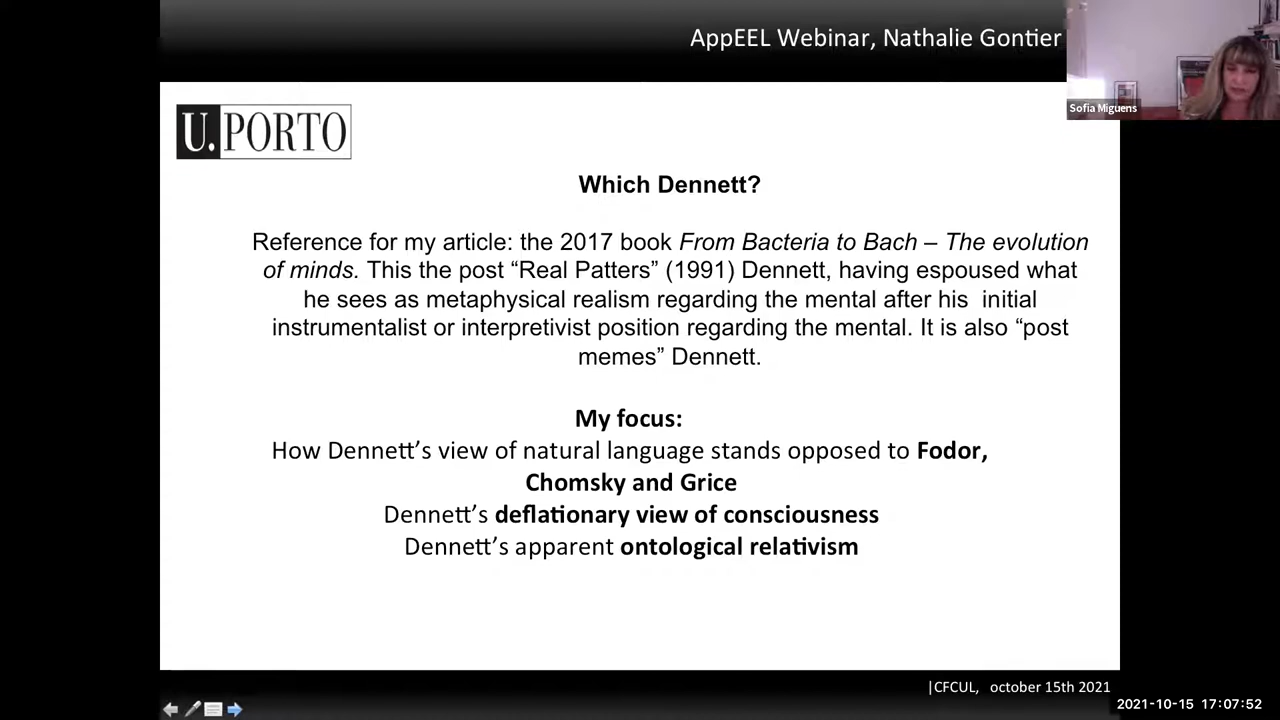 AppEEL Webinar, Nathalie Gontier
Sofia Miguens
U.PORTO
Which Dennett?
Reference for my article: the 2017 book From Bacteria to Bach – The evolution
of minds. This the post “Real Patters” (1991) Dennett, having espoused what
he sees as metaphysical realism regarding the mental after his initial
instrumentalist or interpretivist position regarding the mental. It is also “post
memes” Dennett.
My focus:
How Dennett’s view of natural language stands opposed to Fodor,
Chomsky and Grice
Dennett’s deflationary view of consciousness
Dennett’s apparent ontological relativism
|CFCUL, october 15th 2021
2021-10-15 17:07:52